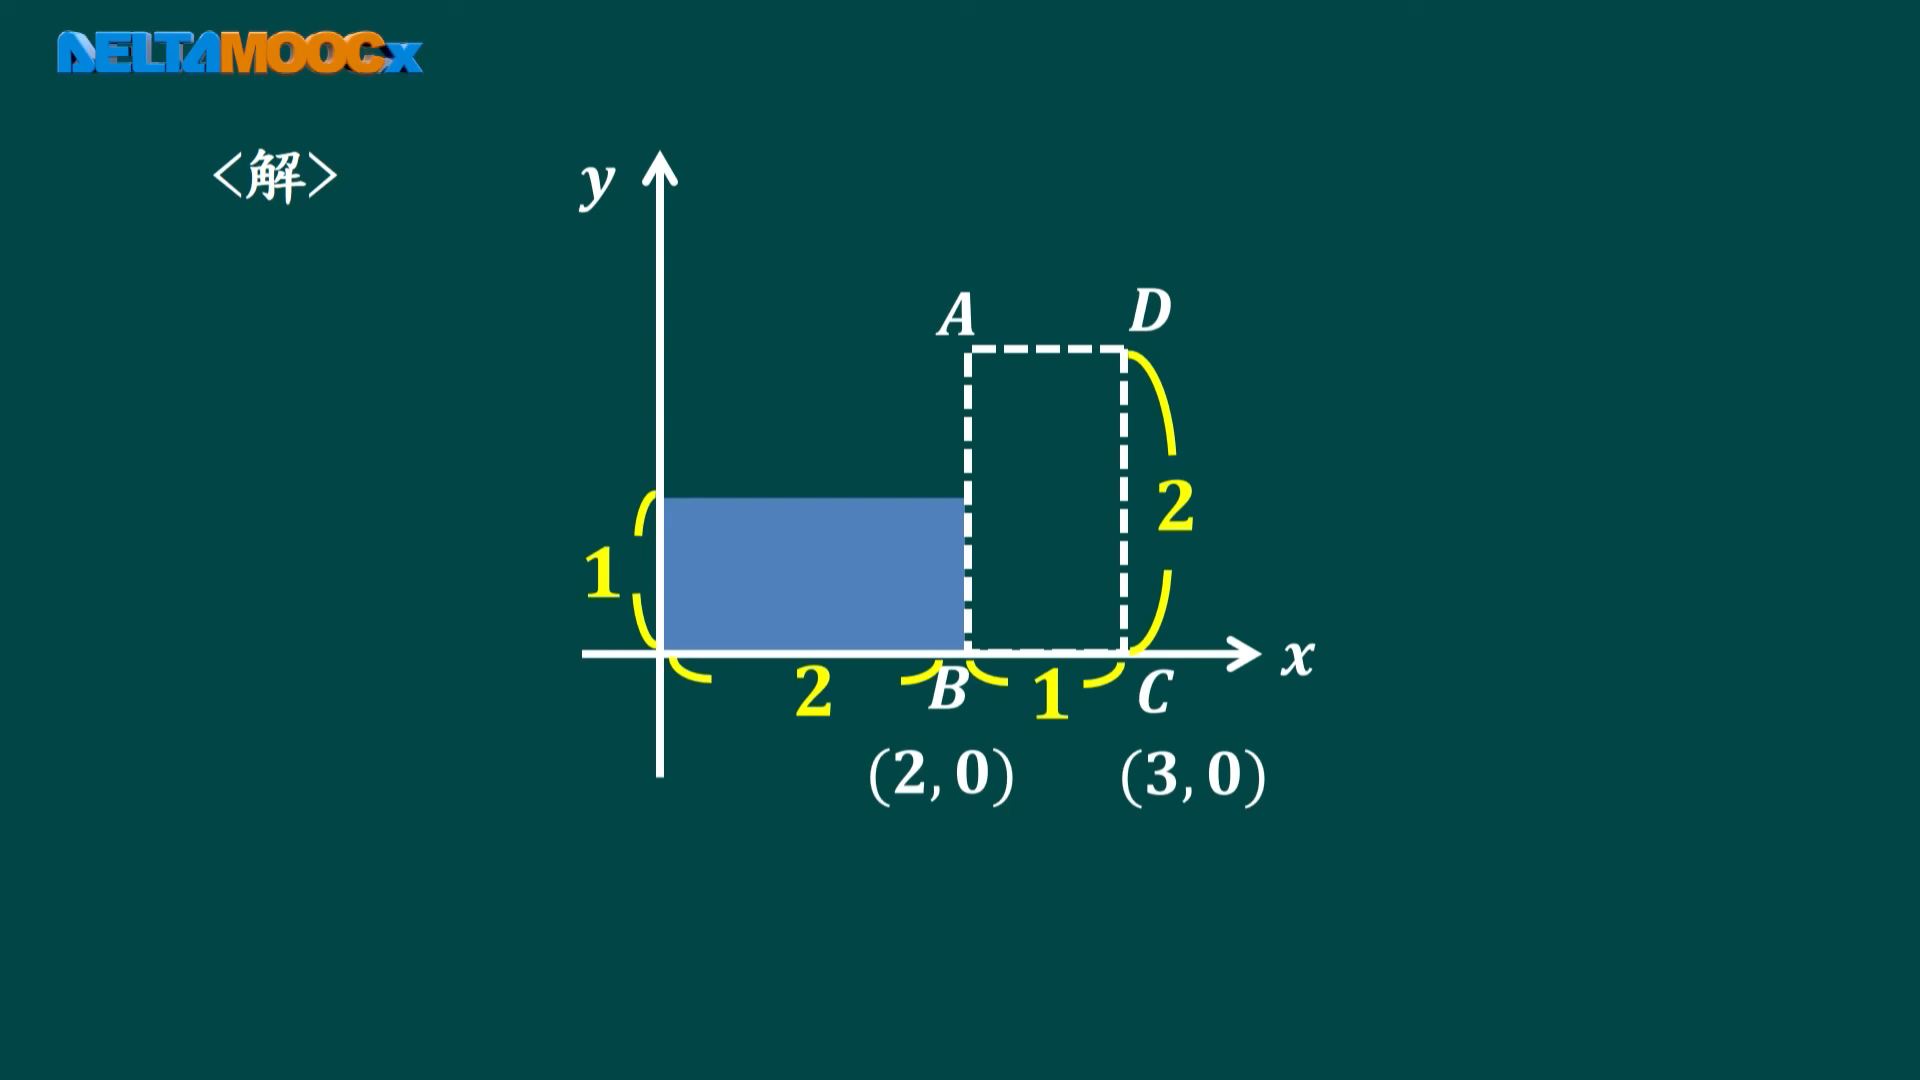 DELTAMOOCx
<解>
y
A D
2
1
x
2 B 1 C
(2,0) (3,0)